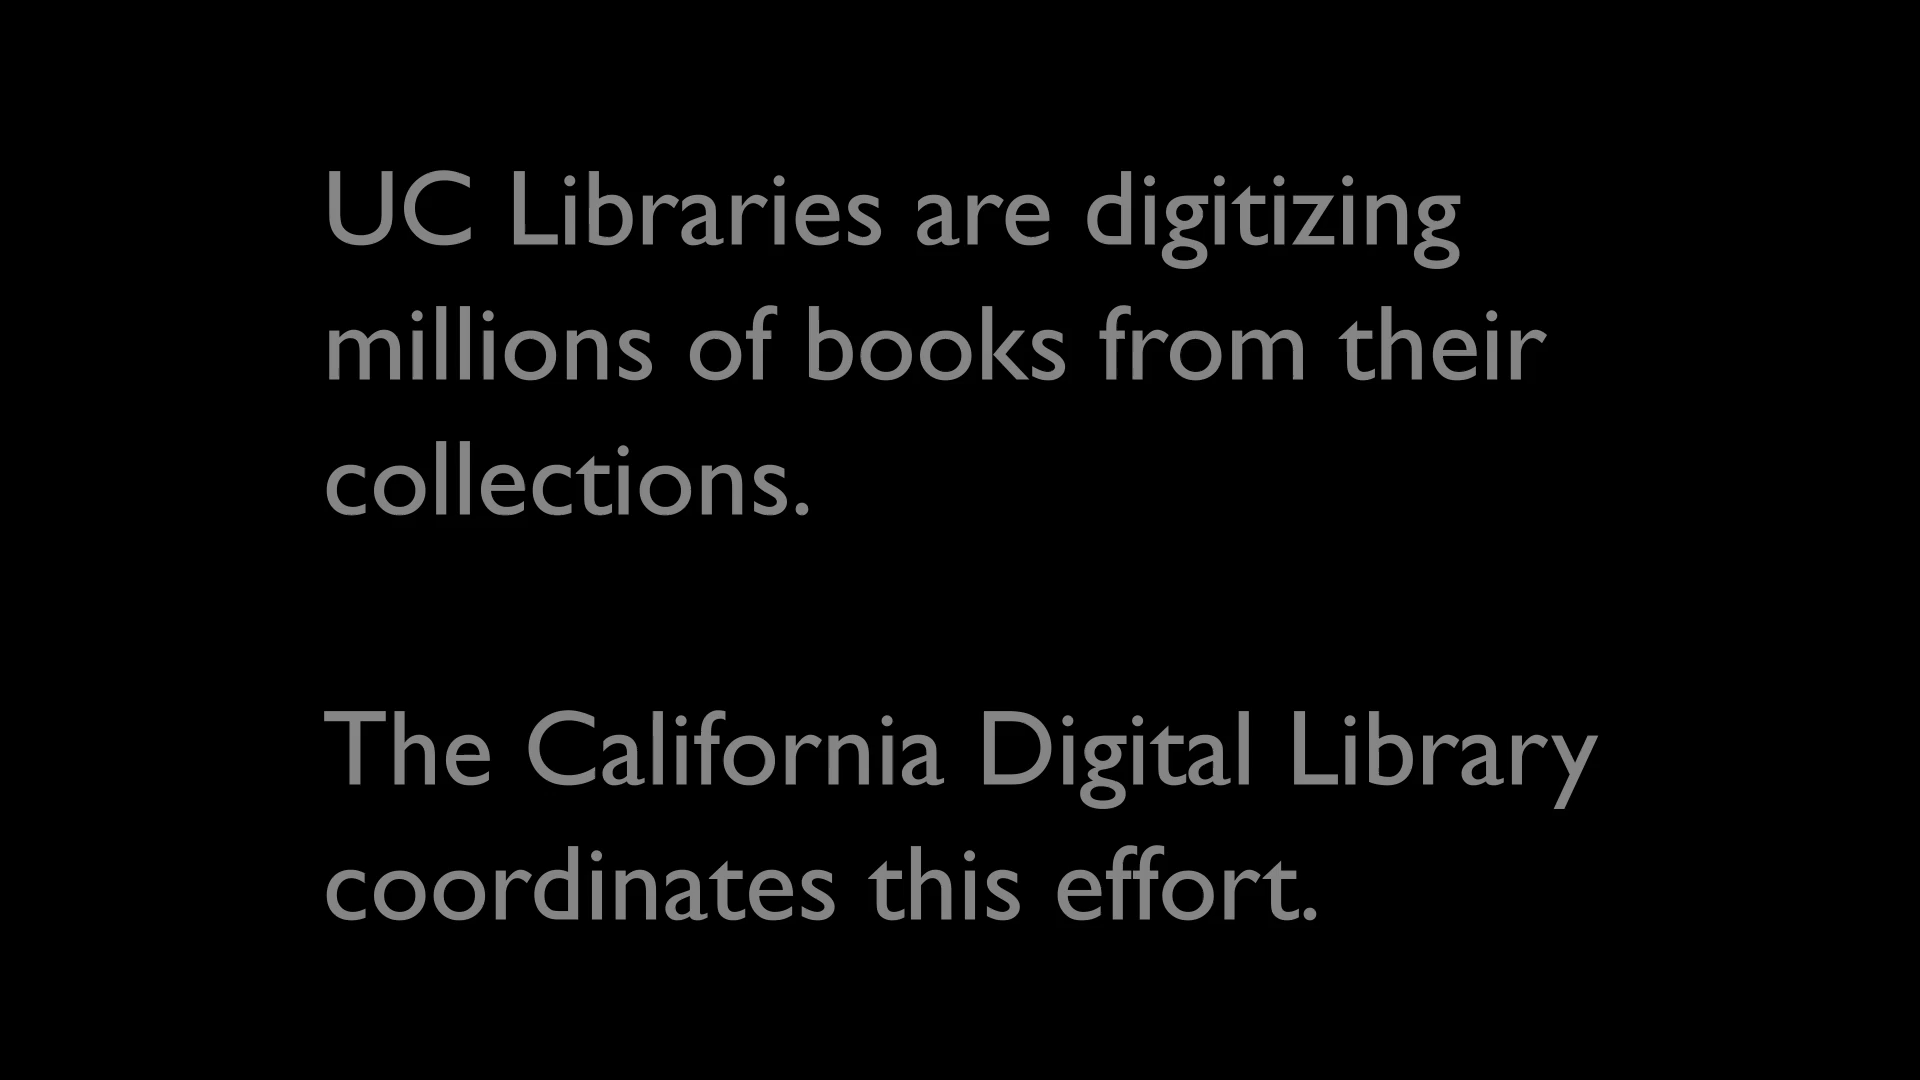 UC Libraries are digitizing
millions of books from their
collections.
The California Digital Library
coordinates this effort.